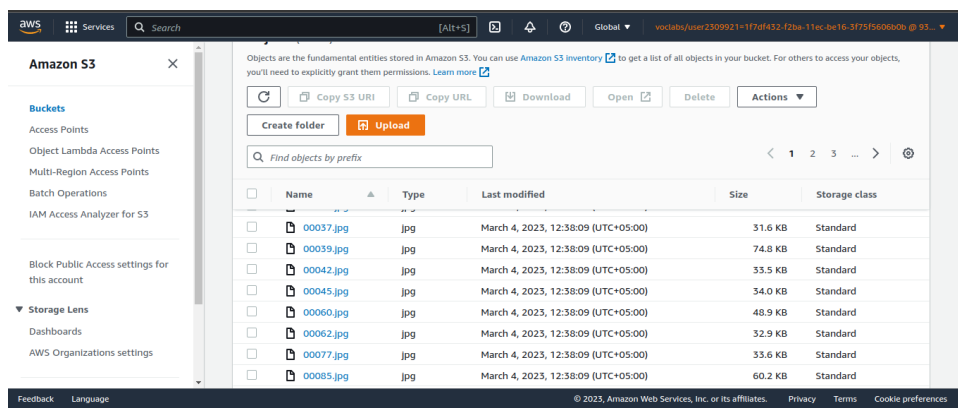 aws Services Search [Alt+S] Global ▼ voclabs/user2309921=1f7df432-f2ba-11ec-be16-3f75f5606b0b @ 93... ▼
Amazon S3
Buckets
Access Points
Object Lambda Access Points
Multi-Region Access Points
Batch Operations
IAM Access Analyzer for S3
Block Public Access settings for
this account
▼ Storage Lens
Dashboards
AWS Organizations settings
Objects are the fundamental entities stored in Amazon S3. You can use Amazon S3 inventory to get a list of all objects in your bucket. For others to access your objects,
you'll need to explicitly grant them permissions. Learn more
Copy S3 URI Copy URL Download Open Delete Actions ▼
Create folder Upload
Find objects by prefix < 1 2 3 ... >
Name ▲ Type Last modified Size Storage class
00037.jpg jpg March 4, 2023, 12:38:09 (UTC+05:00) 31.6 KB Standard
00039.jpg jpg March 4, 2023, 12:38:09 (UTC+05:00) 74.8 KB Standard
00042.jpg jpg March 4, 2023, 12:38:09 (UTC+05:00) 33.5 KB Standard
00045.jpg jpg March 4, 2023, 12:38:09 (UTC+05:00) 34.0 KB Standard
00060.jpg jpg March 4, 2023, 12:38:09 (UTC+05:00) 48.9 KB Standard
00062.jpg jpg March 4, 2023, 12:38:09 (UTC+05:00) 32.9 KB Standard
00077.jpg jpg March 4, 2023, 12:38:09 (UTC+05:00) 33.6 KB Standard
00085.jpg jpg March 4, 2023, 12:38:09 (UTC+05:00) 60.2 KB Standard
Feedback Language © 2023, Amazon Web Services, Inc. or its affiliates. Privacy Terms Cookie preferences